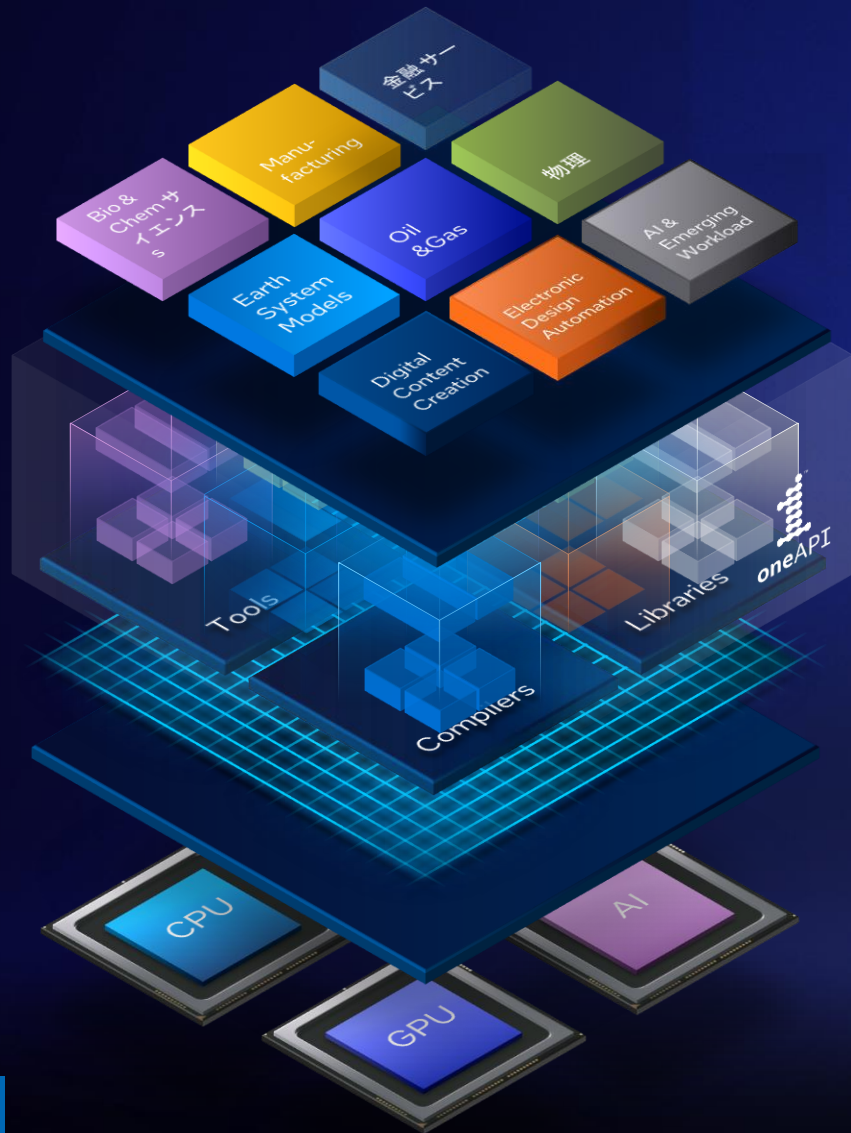 金融サー
ビス
Manu-
facturing
物理
Bio &
Chem サ
イエンス
s
Oil
&Gas
AI &
Emerging
Workload
Earth
System
Models
Electronic
Design
Automation
Digital
Content
Creation
Tools
Libraries
oneAPI
Compilers
CPU
AI
GPU